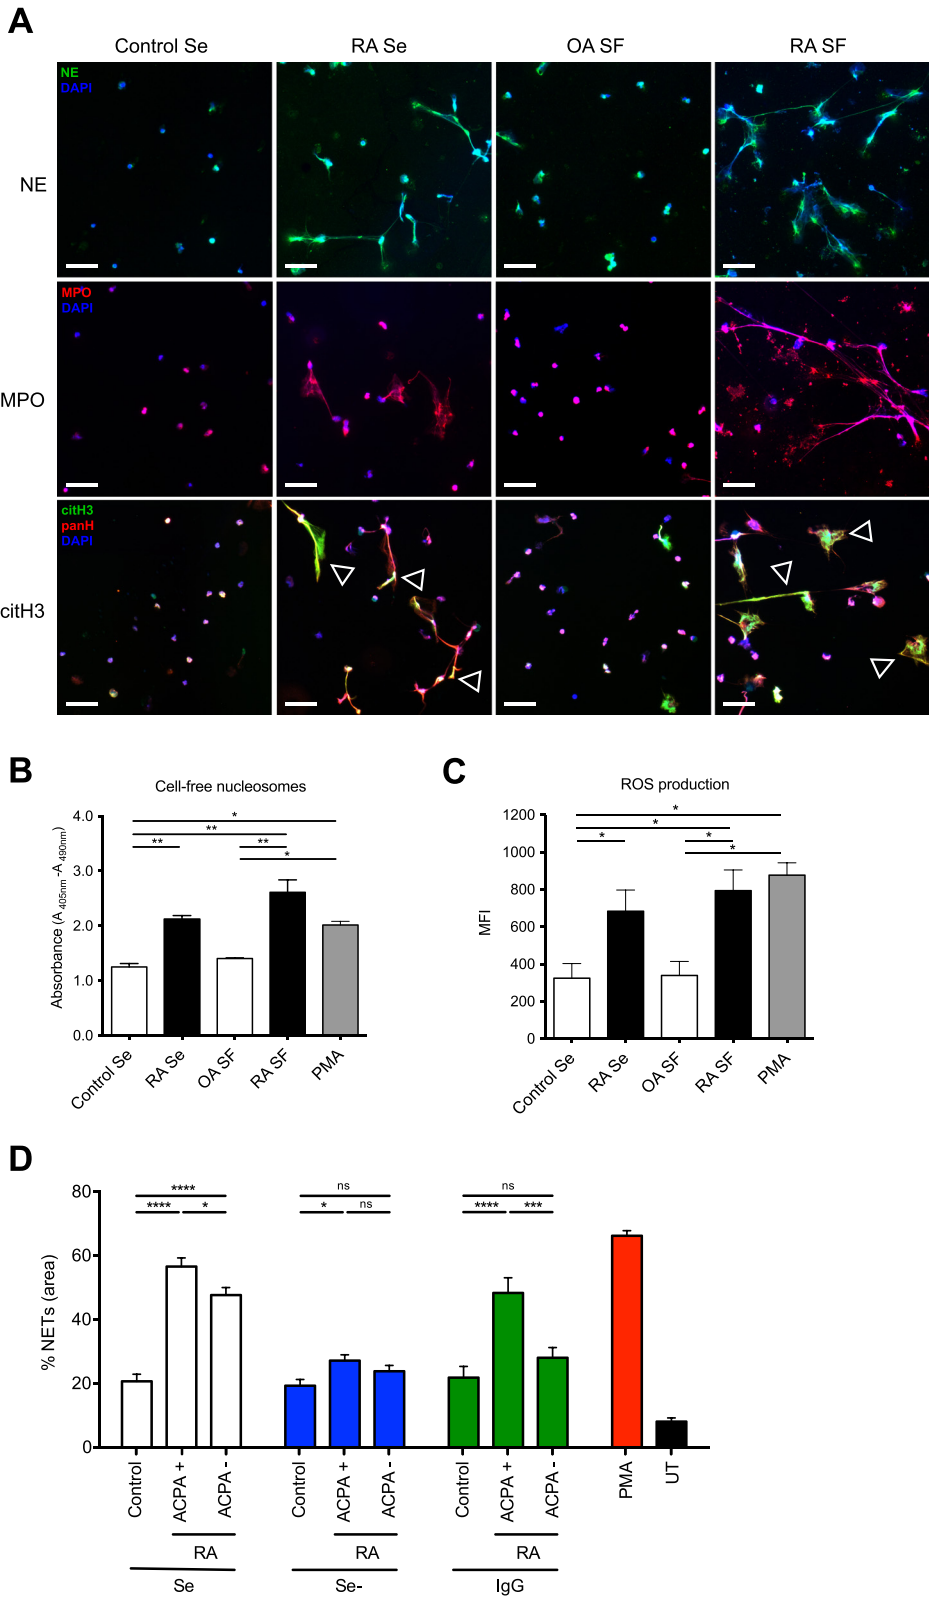 A
Control Se RA Se OA SF RA SF
NE
DAPI
NE
MPO
DAPI
MPO
citH3
panH
DAPI
citH3
B
Cell-free nucleosomes
Absorbance (A 405nm -A 490nm)
4.0
3.0
2.0
1.0
0.0
*
**
** **
*
Control Se RA Se OA SF RA SF PMA
C
ROS production
MFI
1200
1000
800
600
400
200
0
*
*
* *
*
Control Se RA Se OA SF RA SF PMA
D
% NETs (area)
80
60
40
20
0
**** ns ns
**** * * ns **** ***
Control ACPA + ACPA - Control ACPA + ACPA - Control ACPA + ACPA - PMA UT
RA RA RA
Se Se- IgG